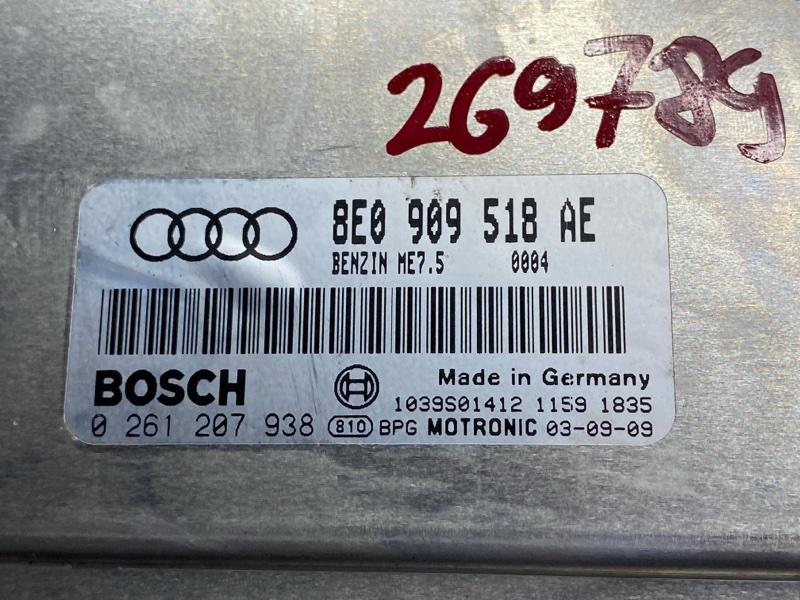 269789
8E0 909 518 AE
BENZIN ME7.5 0004
BOSCH
Made in Germany
1039S01412 1159 1835
0 261 207 938 810 BPG MOTRONIC 03-09-09